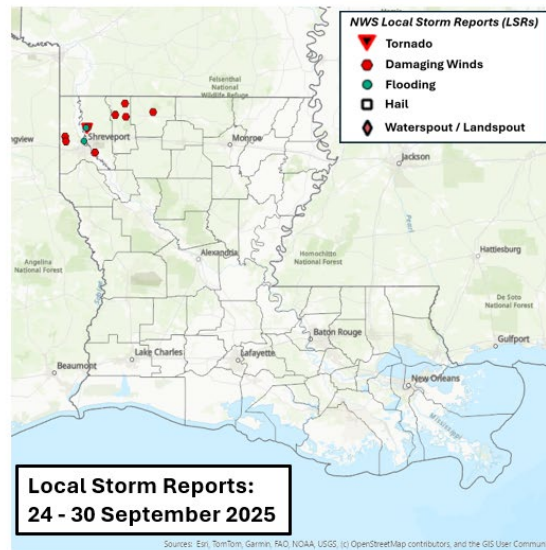 NWS Local Storm Reports (LSRs)
Tornado
Damaging Winds
Flooding
Hail
Waterspout / Landspout
Felsenthal
National
Wildlife Refuge
Shreveport
Monroe
Jackson
Pearl
Hattiesburg
Angelina
National Forest
Alexandria
Homochitto
National Forest
De Soto
National Forest
Baton Rouge
Gulfport
Lake Charles
Lafayette
Beaumont
New Orleans
Mississippi
Local Storm Reports:
24 - 30 September 2025
Sources: Esri, TomTom, Garmin, FAO, NOAA, USGS, (c) OpenStreetMap contributors, and the GIS User Commun